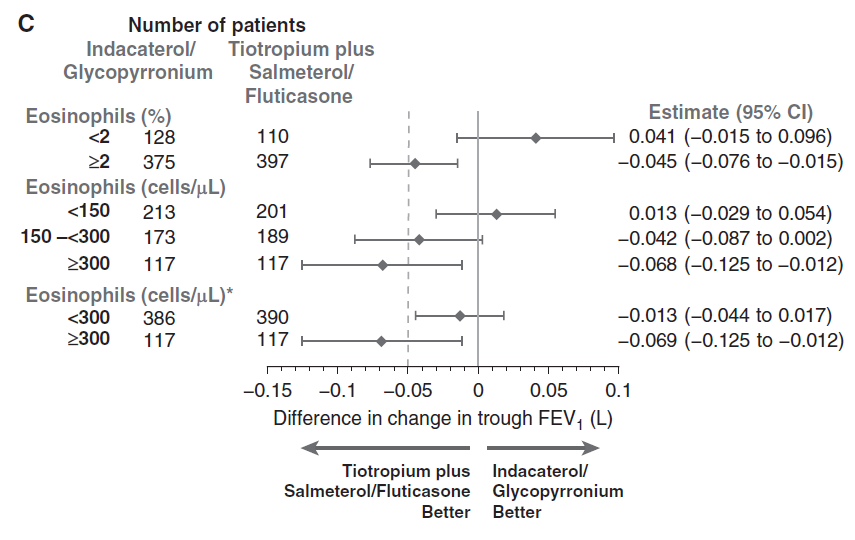 C
Number of patients
Indacaterol/ Tiotropium plus
Glycopyrronium Salmeterol/
Fluticasone
Eosinophils (%) Estimate (95% CI)
<2 128 110 0.041 (−0.015 to 0.096)
≥2 375 397 −0.045 (−0.076 to −0.015)
Eosinophils (cells/μL)
<150 213 201 0.013 (−0.029 to 0.054)
150 –<300 173 189 −0.042 (−0.087 to 0.002)
≥300 117 117 −0.068 (−0.125 to −0.012)
Eosinophils (cells/μL)*
<300 386 390 −0.013 (−0.044 to 0.017)
≥300 117 117 −0.069 (−0.125 to −0.012)
−0.15 −0.1 −0.05 0 0.05 0.1
Difference in change in trough FEV₁ (L)
Tiotropium plus Indacaterol/
Salmeterol/Fluticasone Glycopyrronium
Better Better